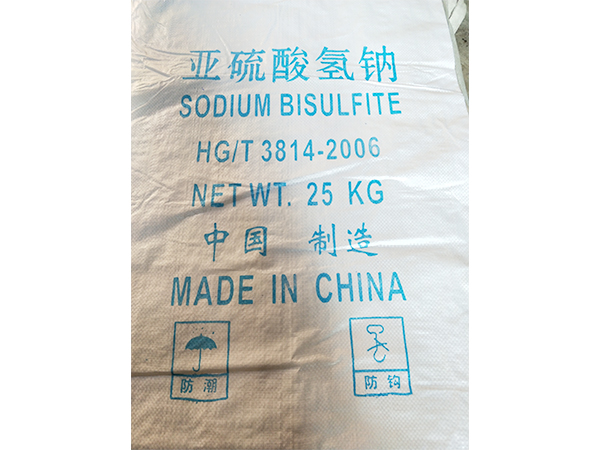 亚硫酸氢钠
SODIUM BISULFITE
HG/T 3814-2006
NET WT. 25 KG
中国 制造
MADE IN CHINA
防潮
防钩